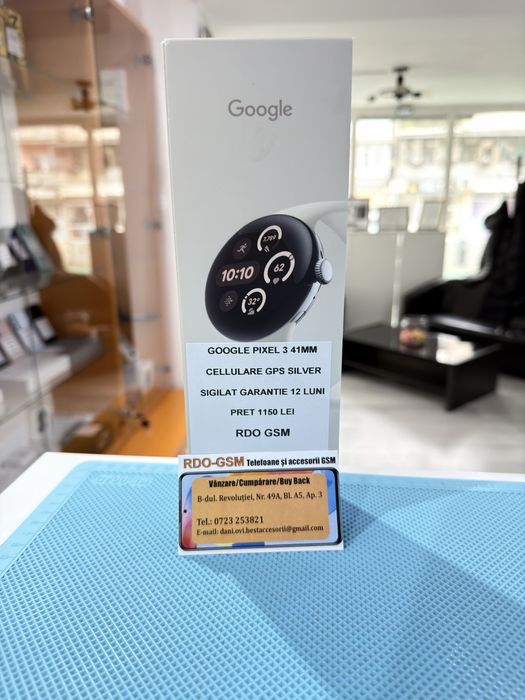 Google
2,789
10:10
62
32°
GOOGLE PIXEL 3 41MM
CELLULARE GPS SILVER
SIGILAT GARANTIE 12 LUNI
PRET 1150 LEI
RDO GSM
RDO-GSM Telefoane și accesorii GSM
Vânzare/Cumpărare/Buy Back
B-dul. Revoluției, Nr. 49A, Bl. A5, Ap. 3
Tel.: 0723 253821
E-mail: dani.ovi.bestaccesorii@gmail.com